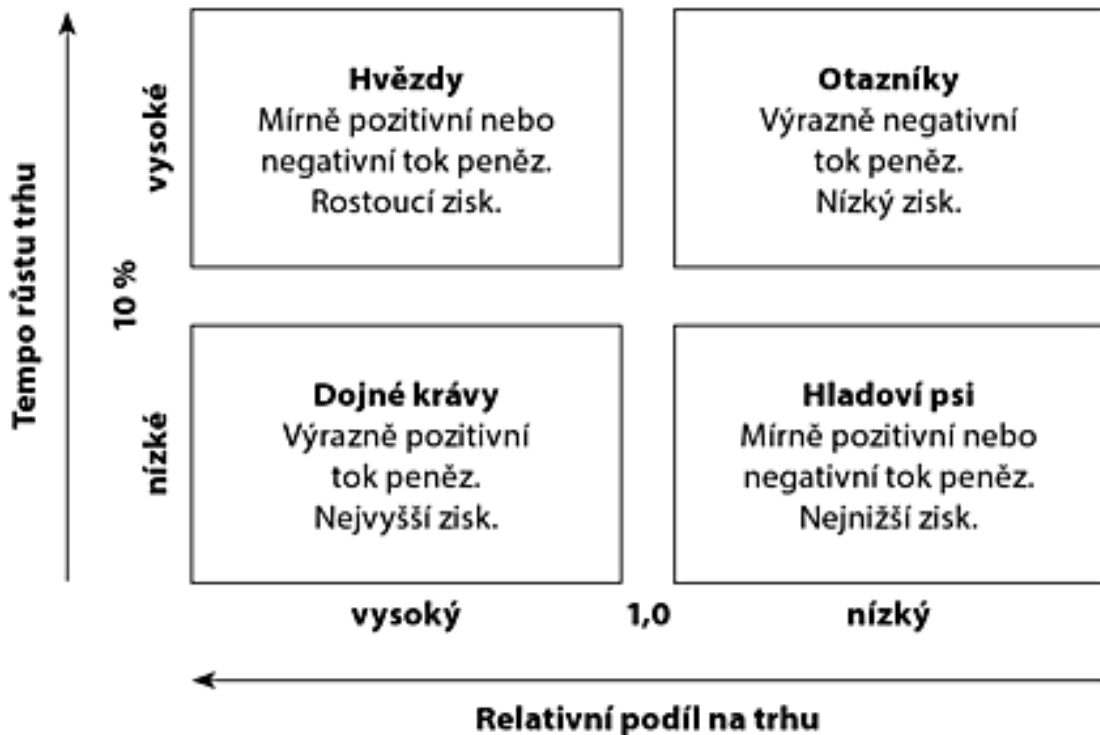 Tempo růstu trhu
vysoké
10 %
nízké
Hvězdy
Mírně pozitivní nebo
negativní tok peněz.
Rostoucí zisk.
Otazníky
Výrazně negativní
tok peněz.
Nízký zisk.
Dojné krávy
Výrazně pozitivní
tok peněz.
Nejvyšší zisk.
Hladoví psi
Mírně pozitivní nebo
negativní tok peněz.
Nejnižší zisk.
vysoký
1,0
nízký
Relativní podíl na trhu